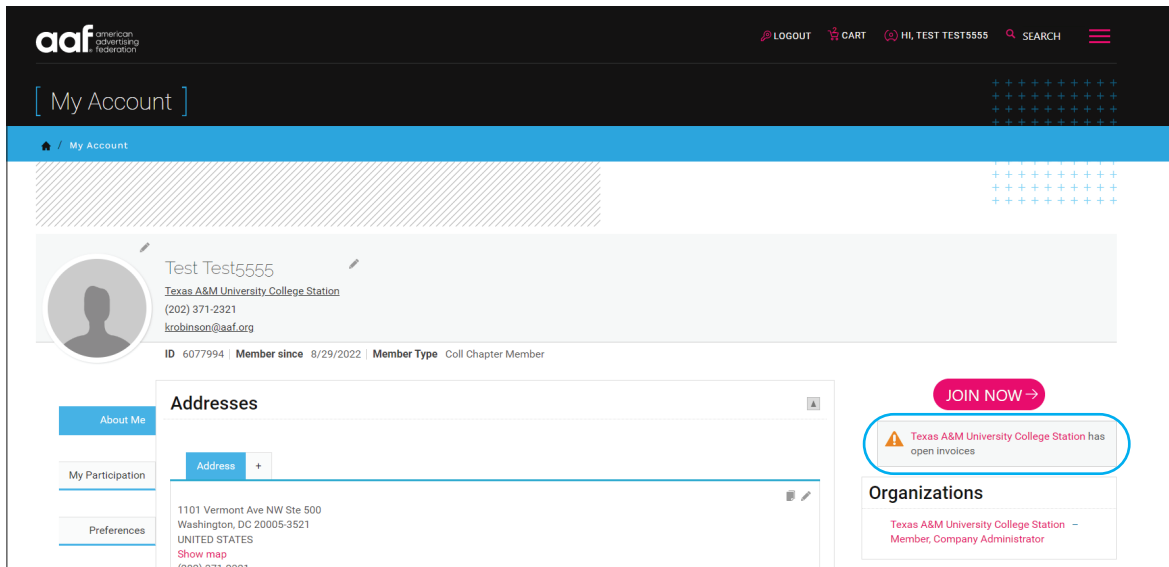 aaf american
advertising
federation
LOGOUT
2
CART
HI, TEST TEST5555
SEARCH
[ My Account ]
/ My Account
Test Test5555
Texas A&M University College Station
(202) 371-2321
krobinson@aaf.org
ID 6077994 | Member since 8/29/2022 | Member Type Coll Chapter Member
About Me
My Participation
Preferences
Addresses
Address +
1101 Vermont Ave NW Ste 500
Washington, DC 20005-3521
UNITED STATES
Show map
JOIN NOW→
Texas A&M University College Station has
open invoices
Organizations
Texas A&M University College Station –
Member, Company Administrator